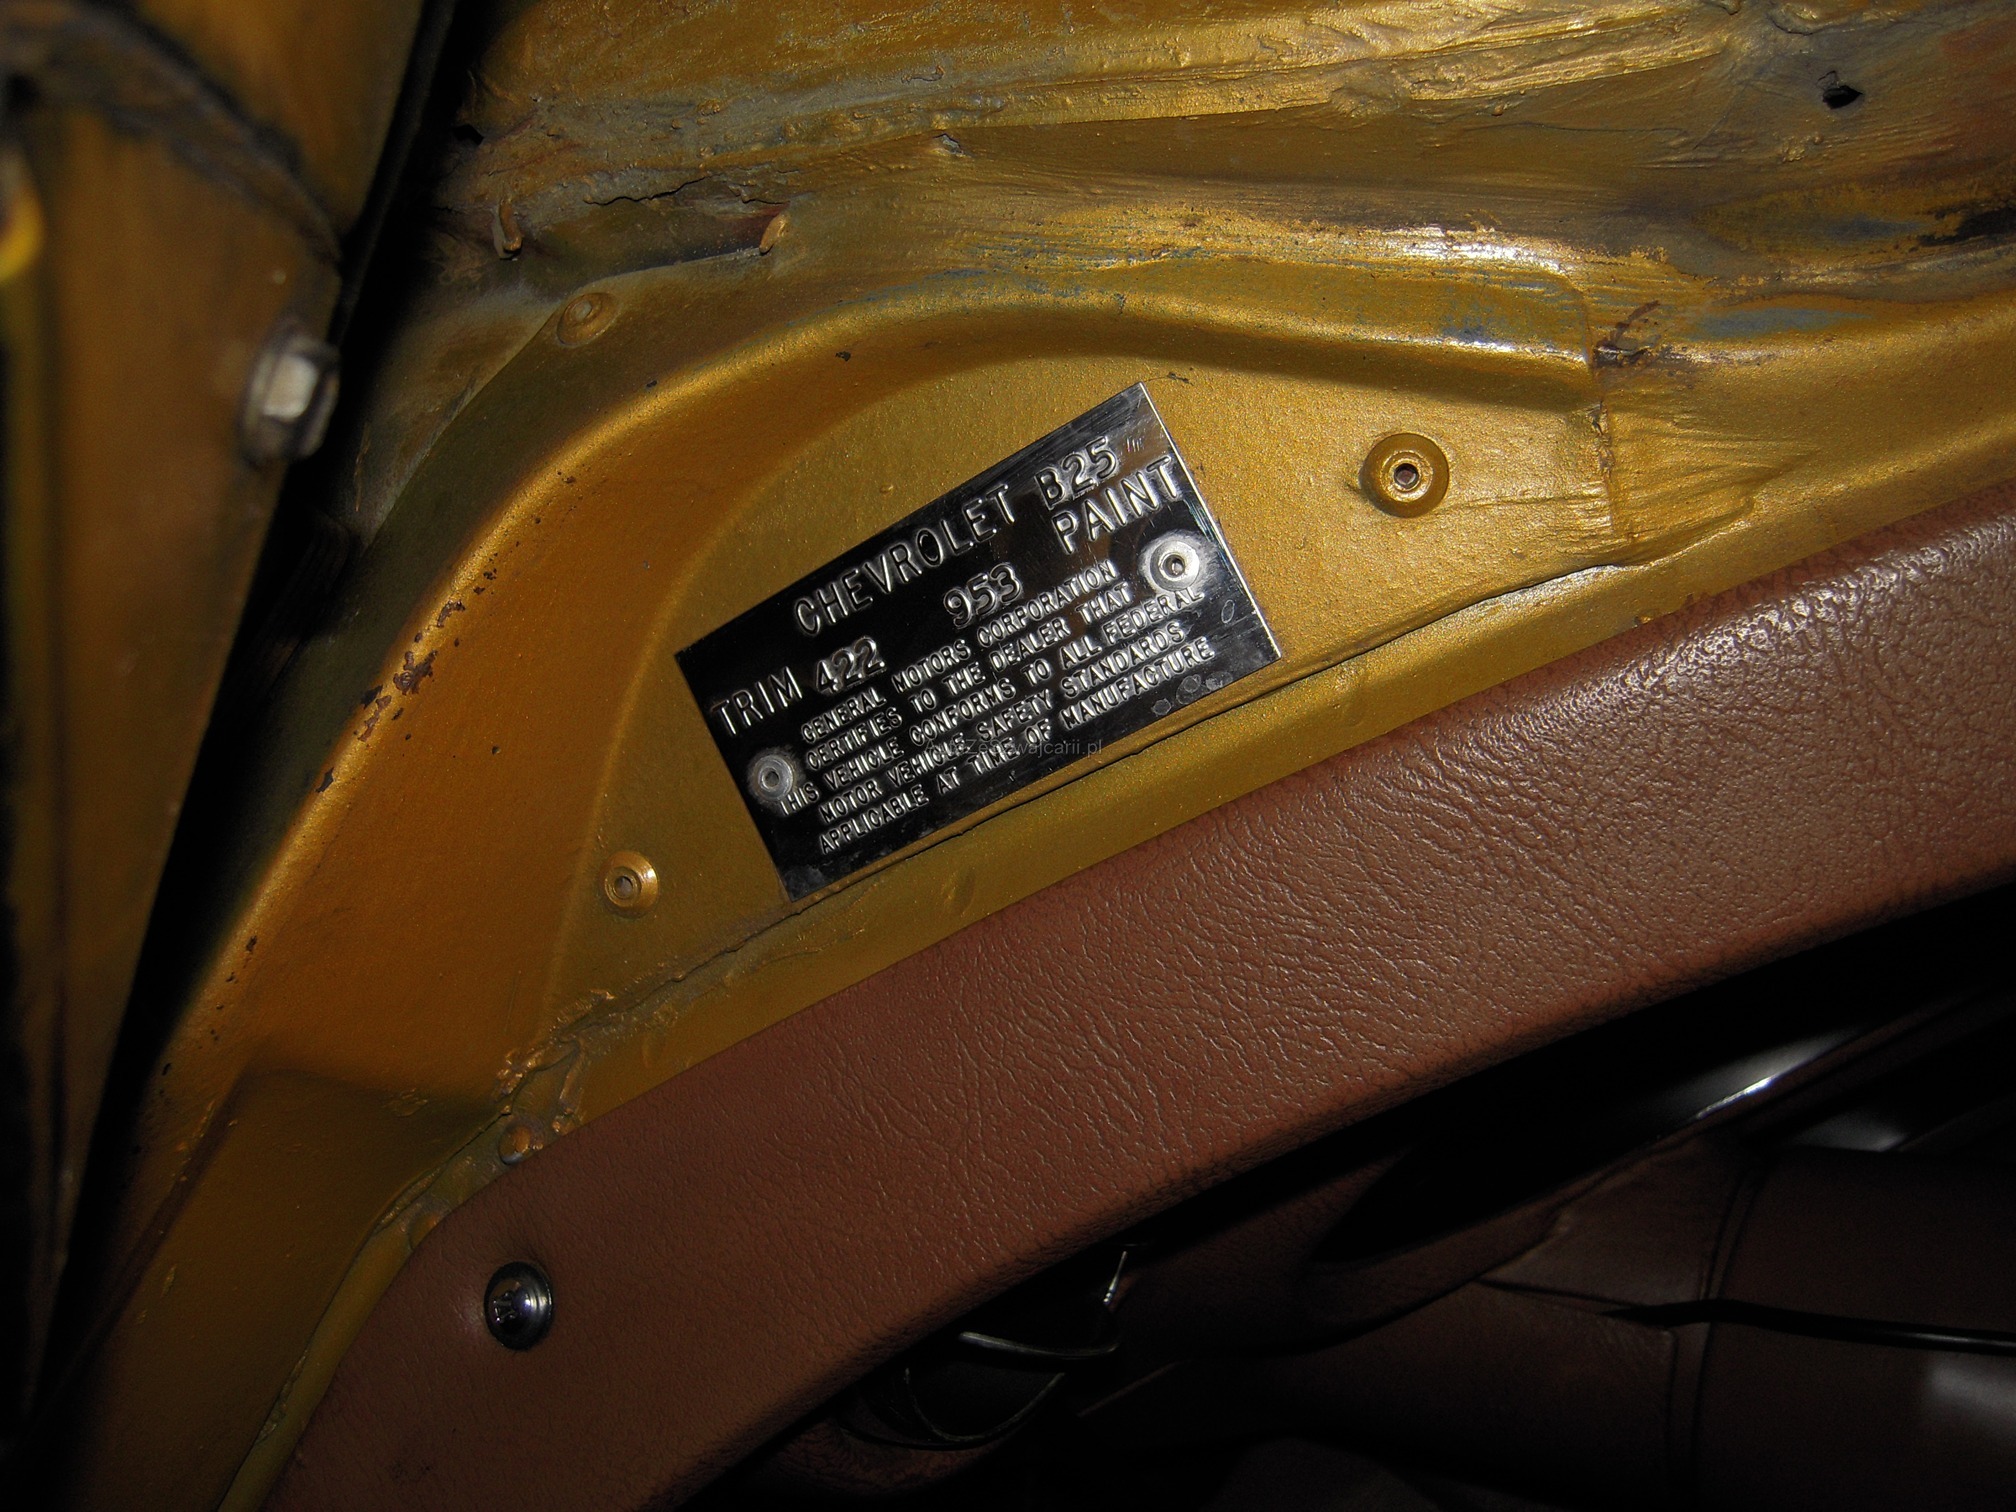 CHEVROLET B25
TRIM 422 953 PAINT
GENERAL MOTORS CORPORATION
CERTIFIES TO THE DEALER THAT
THIS VEHICLE CONFORMS TO ALL FEDERAL
MOTOR VEHICLE SAFETY STANDARDS
APPLICABLE AT TIME OF MANUFACTURE